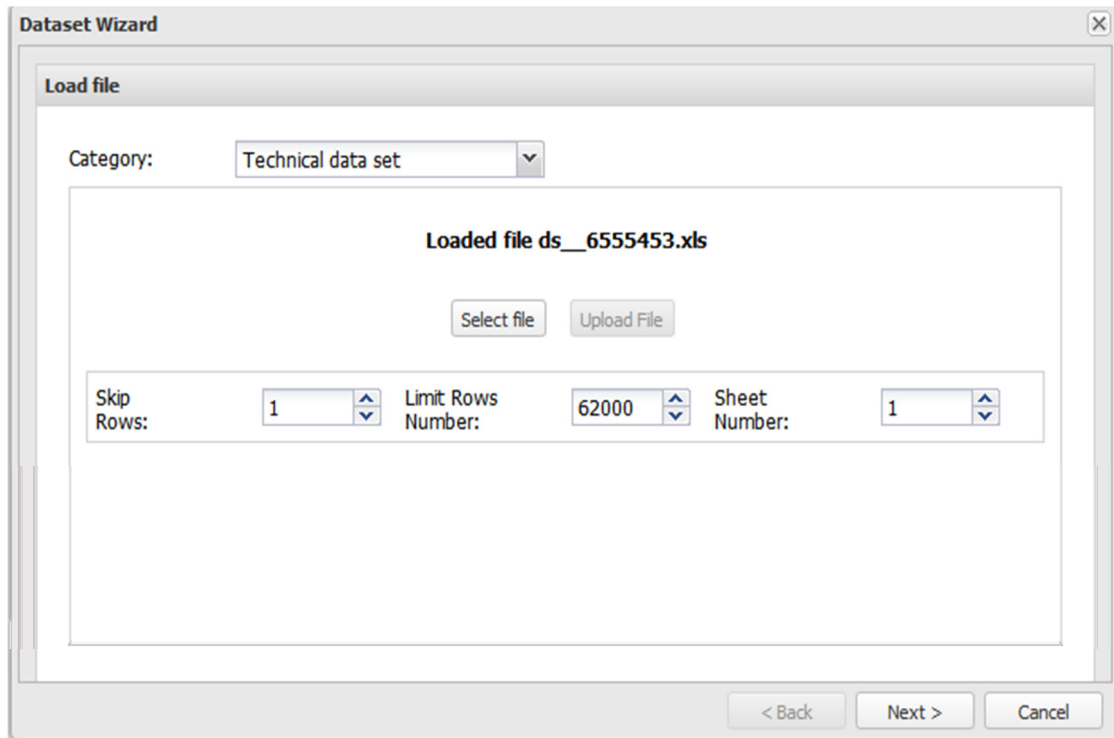 Dataset Wizard
Load file
Category: Technical data set
Loaded file ds__6555453.xls
Select file Upload File
Skip Rows: 1 Limit Rows Number: 62000 Sheet Number: 1
< Back Next > Cancel